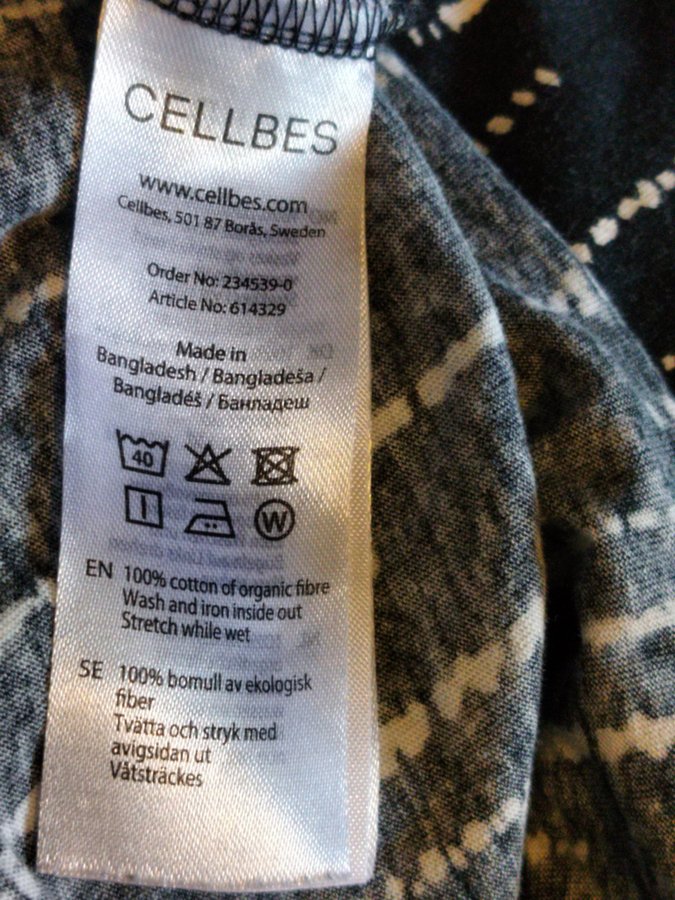 CELLBES
www.cellbes.com
Cellbes, 501 87 Borås, Sweden
Order No: 234539-0
Article No: 614329
Made in
Bangladesh / Bangladeša /
Bangladéš / Банладеш
40
W
EN 100% cotton of organic fibre
Wash and iron inside out
Stretch while wet
SE 100% bomull av ekologisk
fiber
Tvätta och stryk med
avigsidan ut
Våtsträckes